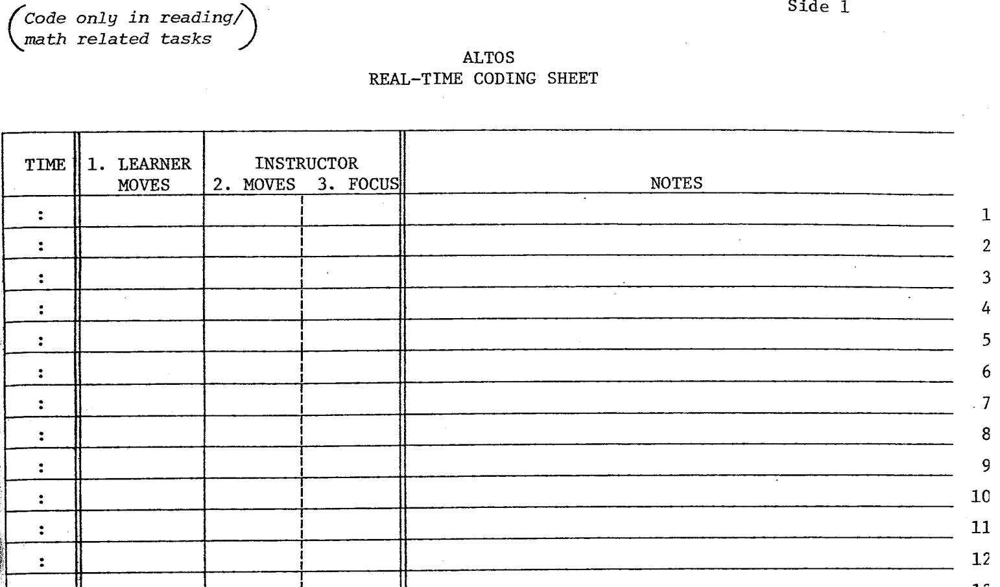 (Code only in reading/
math related tasks)
Side 1
ALTOS
REAL-TIME CODING SHEET
TIME 1. LEARNER INSTRUCTOR
MOVES 2. MOVES 3. FOCUS NOTES
: 1
: 2
: 3
: 4
: 5
: 6
: 7
: 8
: 9
: 10
: 11
: 12